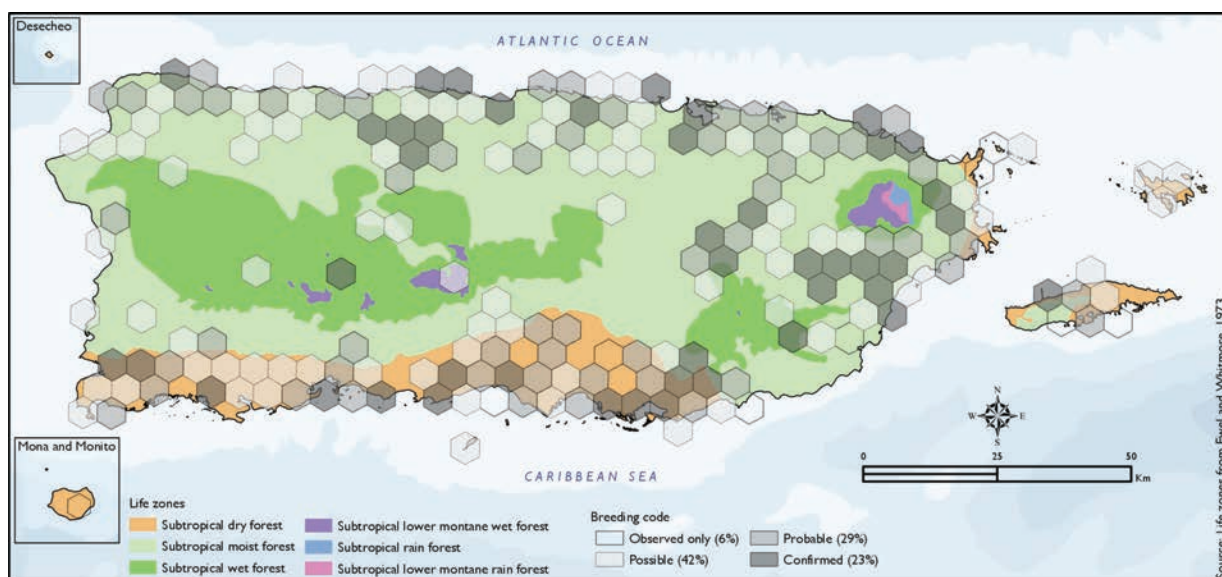 Desecheo
ATLANTIC OCEAN
N
W E
S
0 25 50
Km
Mona and Monito
CARIBBEAN SEA
Life zones
Subtropical dry forest
Subtropical moist forest
Subtropical wet forest
Subtropical lower montane wet forest
Subtropical rain forest
Subtropical lower montane rain forest
Breeding code
Observed only (6%)
Possible (42%)
Probable (29%)
Confirmed (23%)
Source: Life zones from Ewel and Whitmore 1973